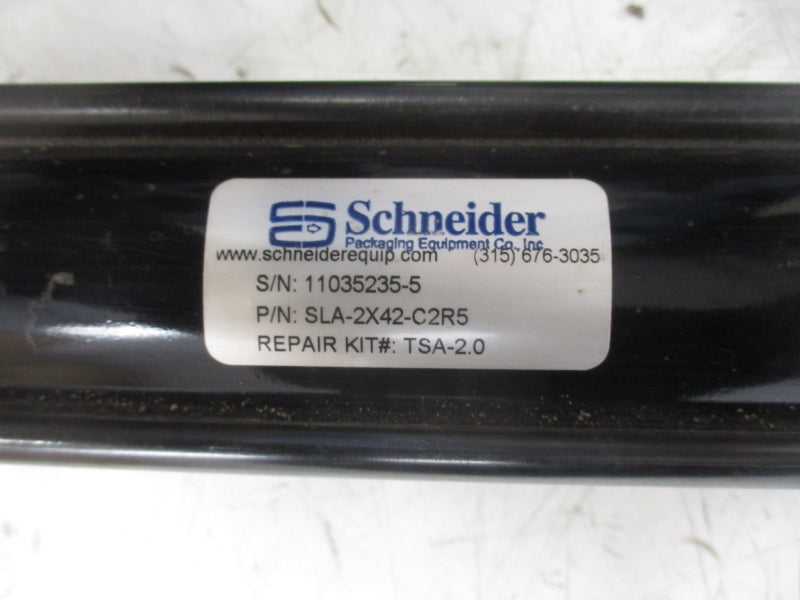 Schneider
Packaging Equipment Co., Inc.
www.schneiderequip.com (315) 676-3035
S/N: 11035235-5
P/N: SLA-2X42-C2R5
REPAIR KIT#: TSA-2.0